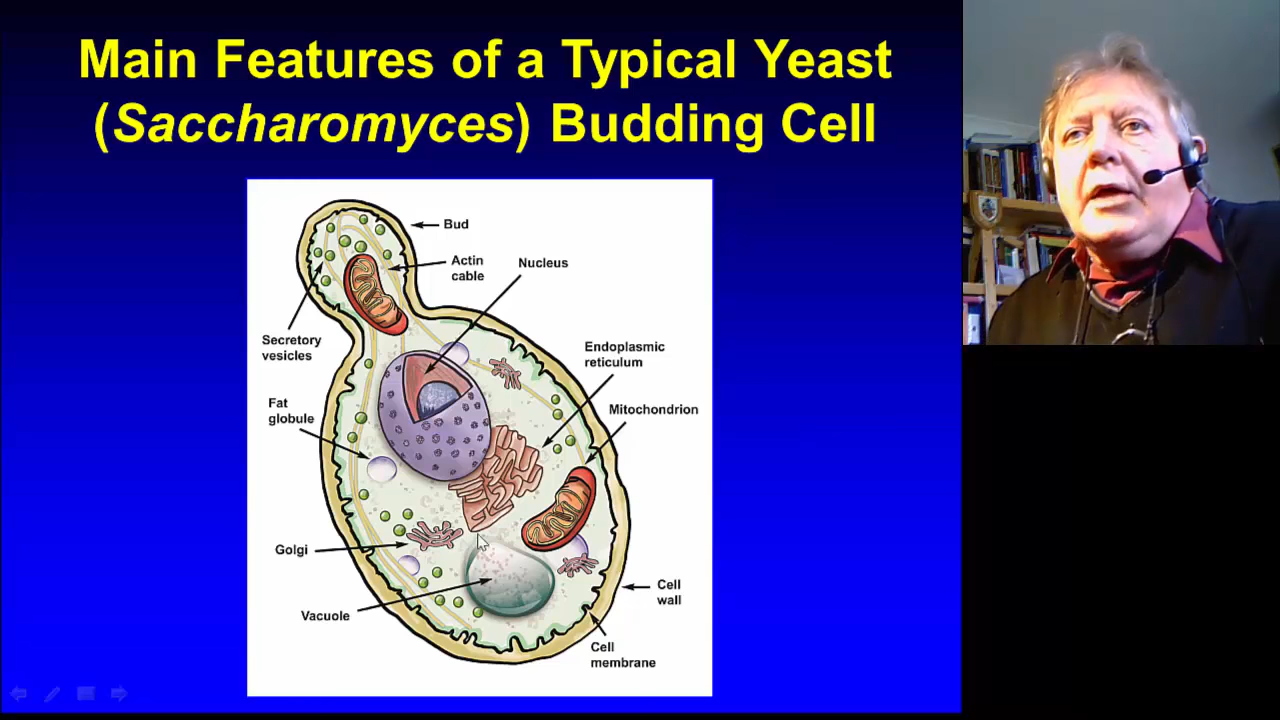 Main Features of a Typical Yeast
(Saccharomyces) Budding Cell
Bud
Actin
cable
Nucleus
Secretory
vesicles
Endoplasmic
reticulum
Fat
globule
Mitochondrion
Golgi
Vacuole
Cell
wall
Cell
membrane